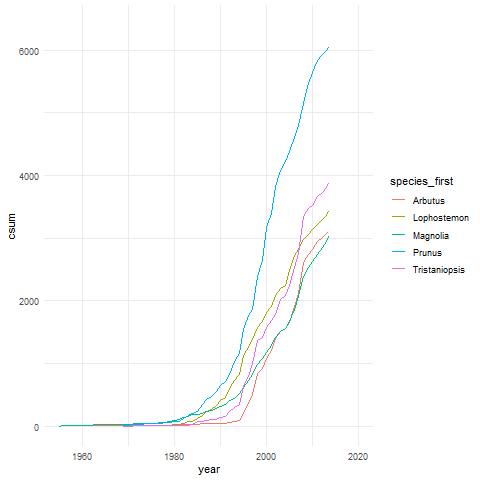 6000
4000
2000
0
csum
1960
1980
2000
2020
year
species_first
Arbutus
Lophostemon
Magnolia
Prunus
Tristaniopsis